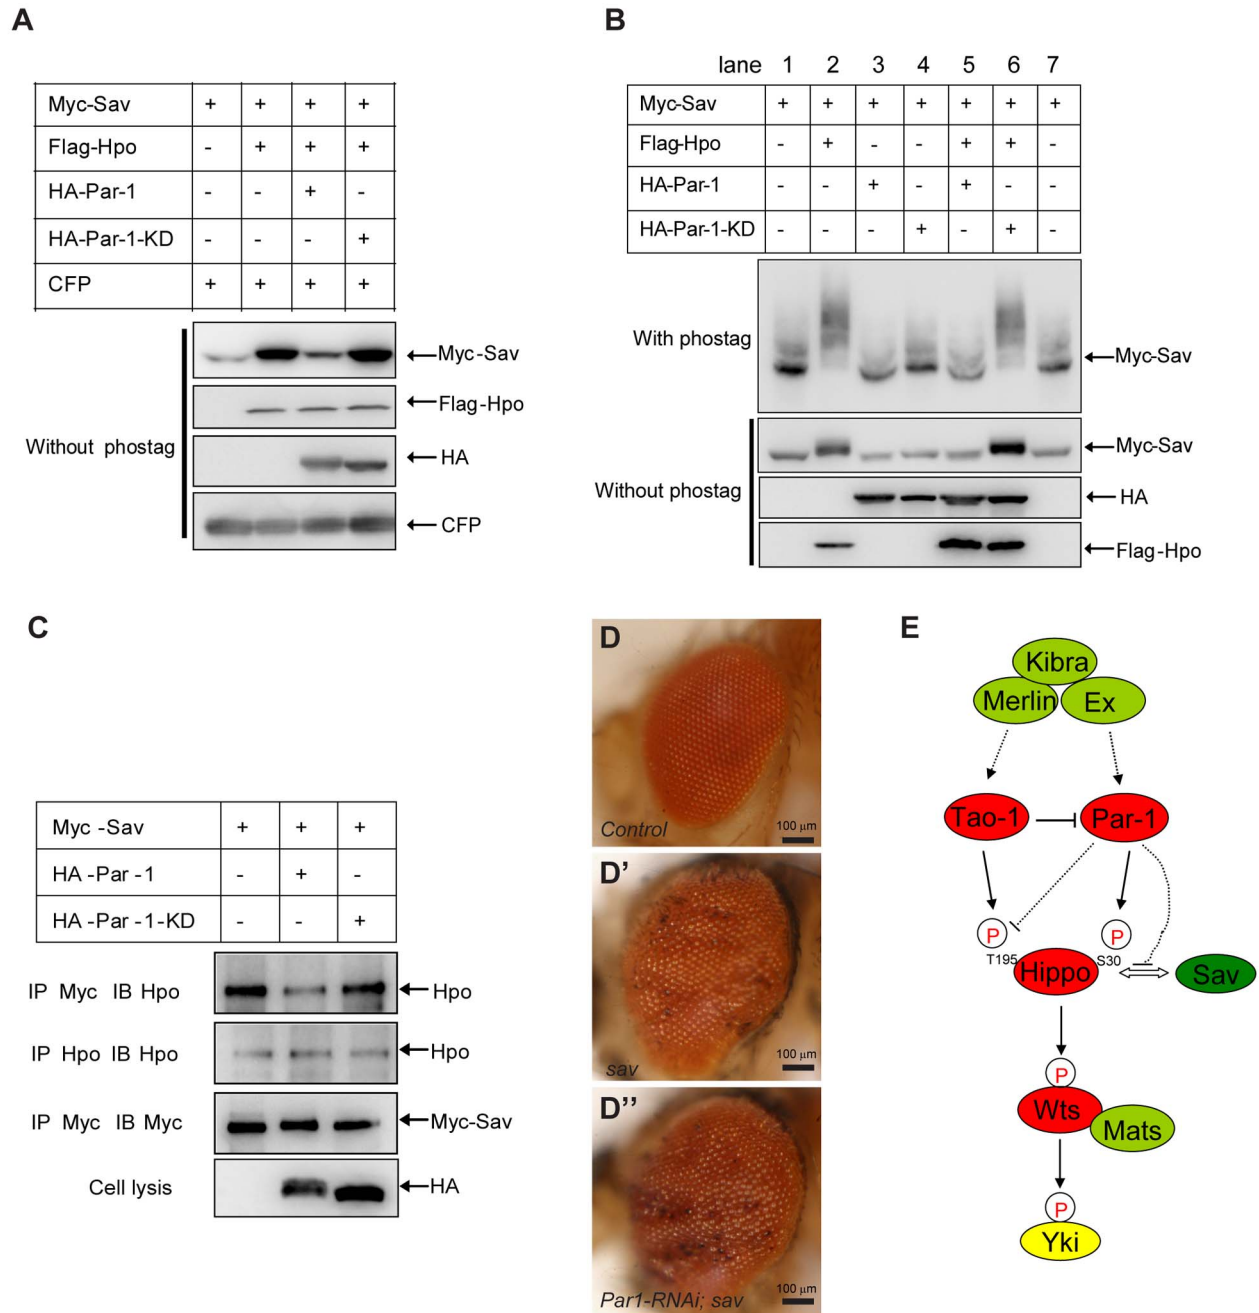 A
Myc-Sav + + + +
Flag-Hpo - + + +
HA-Par-1 - - + -
HA-Par-1-KD - - - +
CFP + + + +
Without phostag
Myc-Sav
Flag-Hpo
HA
CFP
B
lane 1 2 3 4 5 6 7
Myc-Sav + + + + + + +
Flag-Hpo - + - - + + -
HA-Par-1 - - + - + - -
HA-Par-1-KD - - - + - + -
With phostag
Myc-Sav
Without phostag
Myc-Sav
HA
Flag-Hpo
C
Myc -Sav + + +
HA -Par -1 - + -
HA -Par -1-KD - - +
IP Myc IB Hpo Hpo
IP Hpo IB Hpo Hpo
IP Myc IB Myc Myc-Sav
Cell lysis HA
D
Control
100 μm
D’
sav
100 μm
D’’
Par1-RNAi; sav
100 μm
E
Kibra
Merlin Ex
Tao-1 Par-1
P P
T195 S30
Hippo Sav
P
Wts
Mats
P
Yki